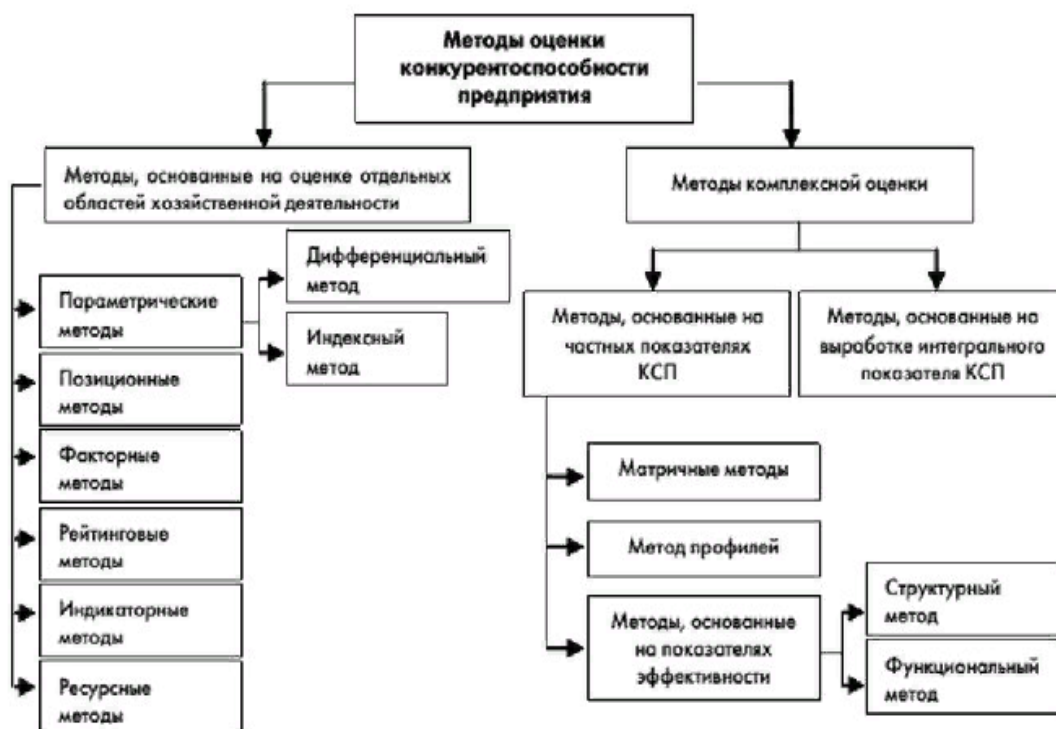 Методы оценки
конкурентоспособности
предприятия
Методы, основанные на оценке отдельных
областей хозяйственной деятельности
Методы комплексной оценки
Параметрические
методы
Дифференциальный
метод
Индексный
метод
Позиционные
методы
Факторные
методы
Рейтинговые
методы
Индикаторные
методы
Ресурсные
методы
Методы, основанные на
частных показателях
КСП
Методы, основанные на
выработке интегрального
показателя КСП
Матричные методы
Метод профилей
Методы, основанные
на показателях
эффективности
Структурный
метод
Функциональный
метод